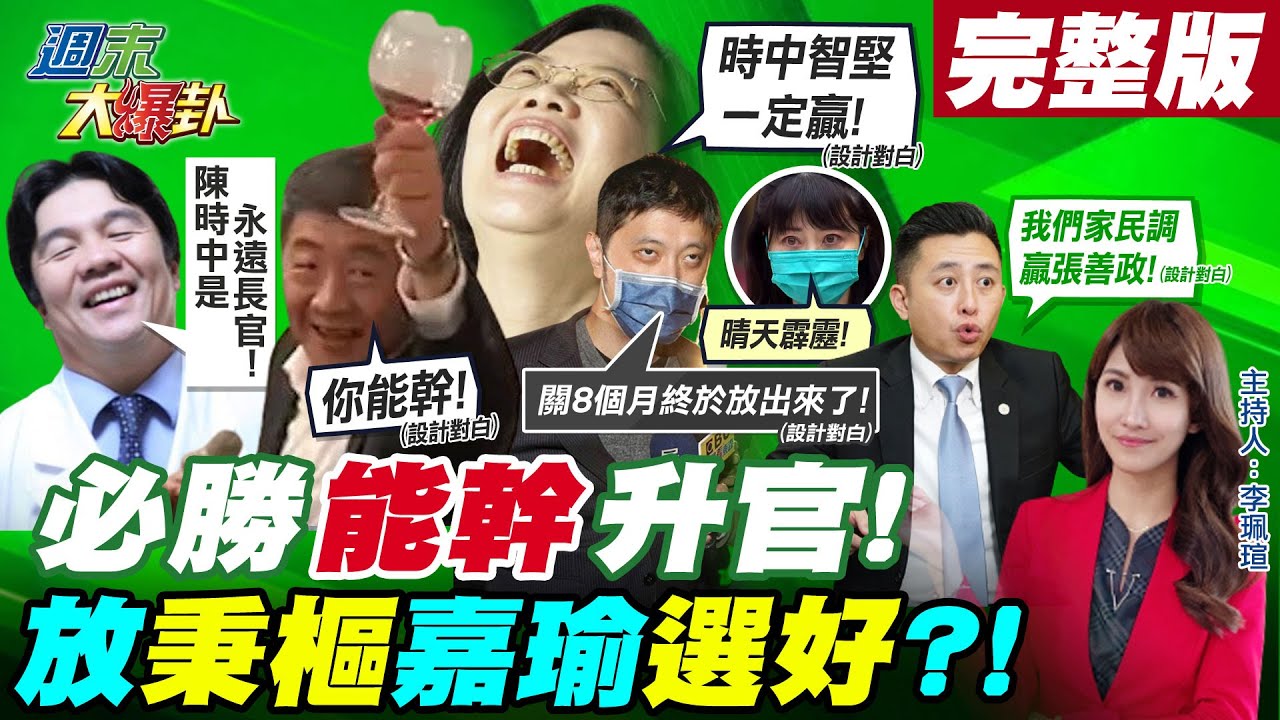 週末
大爆卦
完整版
時中智堅
一定贏!
(設計對白)
陳時中是
永遠長官!
你能幹!
(設計對白)
關8個月終於放出來了!
(設計對白)
晴天霹靂!
我們家民調
贏張善政!(設計對白)
主持人:李珮瑄
必勝能幹升官!
放秉樞嘉瑜選好?!